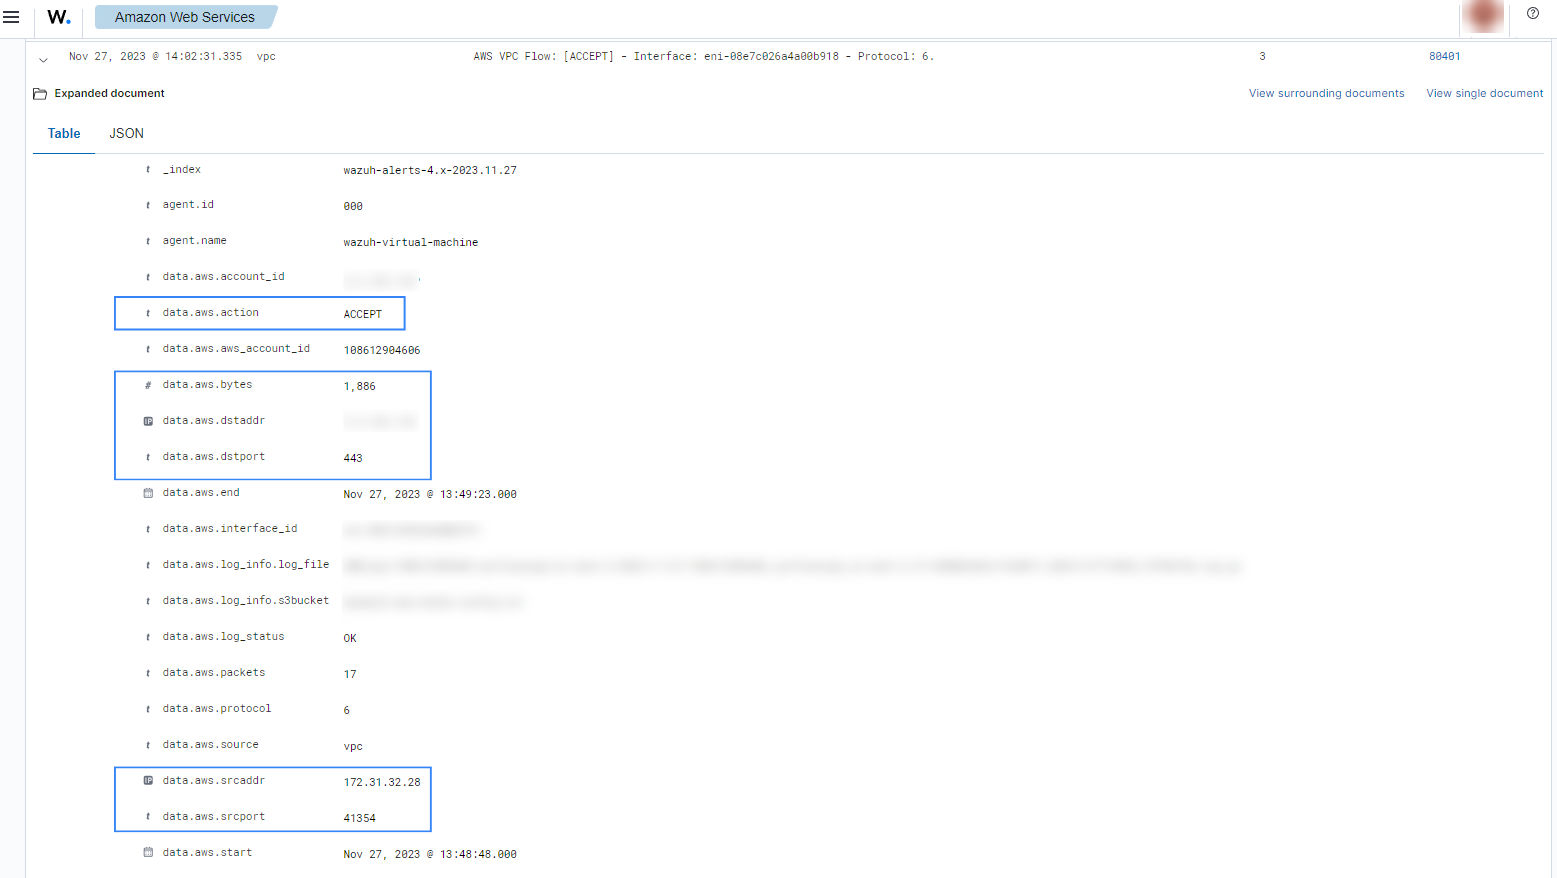 W.
Amazon Web Services
Nov 27, 2023 @ 14:02:31.335 vpc AWS VPC Flow: [ACCEPT] - Interface: eni-08e7c026a4a00b918 - Protocol: 6. 3 80401
Expanded document View surrounding documents View single document
Table JSON
t _index wazuh-alerts-4.x-2023.11.27
t agent.id 000
t agent.name wazuh-virtual-machine
t data.aws.account_id
t data.aws.action ACCEPT
t data.aws.aws_account_id 108612904606
# data.aws.bytes 1,886
IP data.aws.dstaddr
t data.aws.dstport 443
data.aws.end Nov 27, 2023 @ 13:49:23.000
t data.aws.interface_id
t data.aws.log_info.log_file
t data.aws.log_info.s3bucket
t data.aws.log_status OK
t data.aws.packets 17
t data.aws.protocol 6
t data.aws.source vpc
IP data.aws.srcaddr 172.31.32.28
t data.aws.srcport 41354
data.aws.start Nov 27, 2023 @ 13:48:48.000